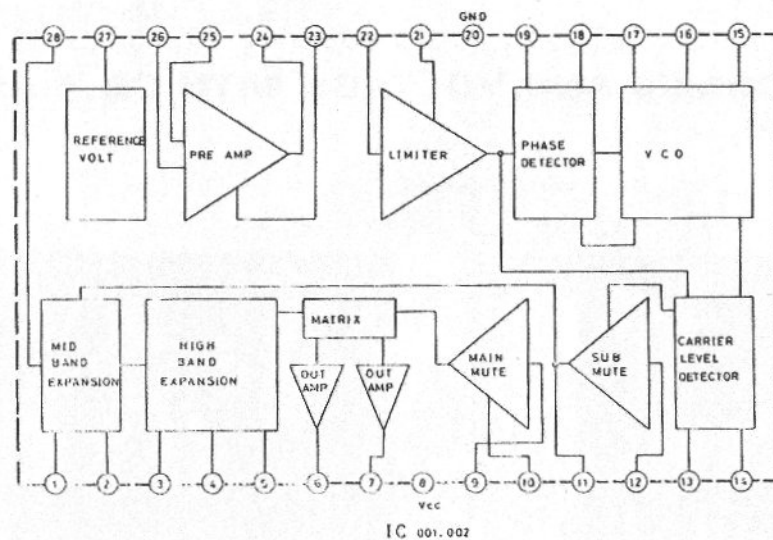 GND
28 27 26 25 24 23 22 21 20 19 18 17 16 15
REFERENCE
VOLT
PRE AMP
LIMITER
PHASE
DETECTOR
V C O
MID
BAND
EXPANSION
HIGH
BAND
EXPANSION
MATRIX
OUT
AMP
OUT
AMP
MAIN
MUTE
SUB
MUTE
CARRIER
LEVEL
DETECTOR
1 2 3 4 5 6 7 8 9 10 11 12 13 14
Vcc
IC 001.002